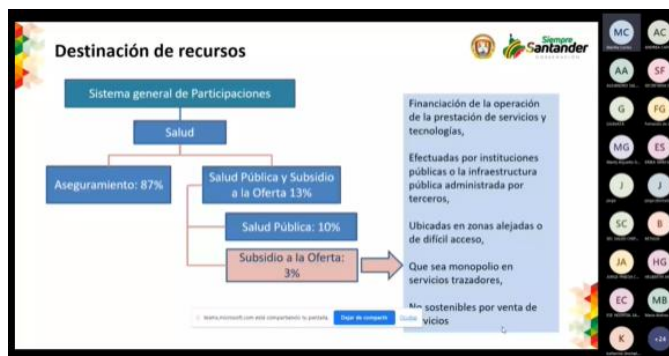 Destinación de recursos
Siempre
Santander
Sistema general de Participaciones
Salud
Aseguramiento: 87%
Salud Pública y Subsidio
a la Oferta 13%
Salud Pública: 10%
Subsidio a la Oferta:
3%
Financiación de la operación
de la prestación de servicios y
tecnologías,
Efectuadas por instituciones
públicas o la infraestructura
pública administrada por
terceros,
Ubicadas en zonas alejadas o
de difícil acceso,
Que sea monopolio en
servicios trazadores,
No sostenibles por venta de
servicios
teams.microsoft.com está compartiendo tu pantalla.
Dejar de compartir
Ocultar
MC
AC
AA
SF
G
FG
MG
ES
J
J
SC
B
JA
HG
EC
MB
K
+24